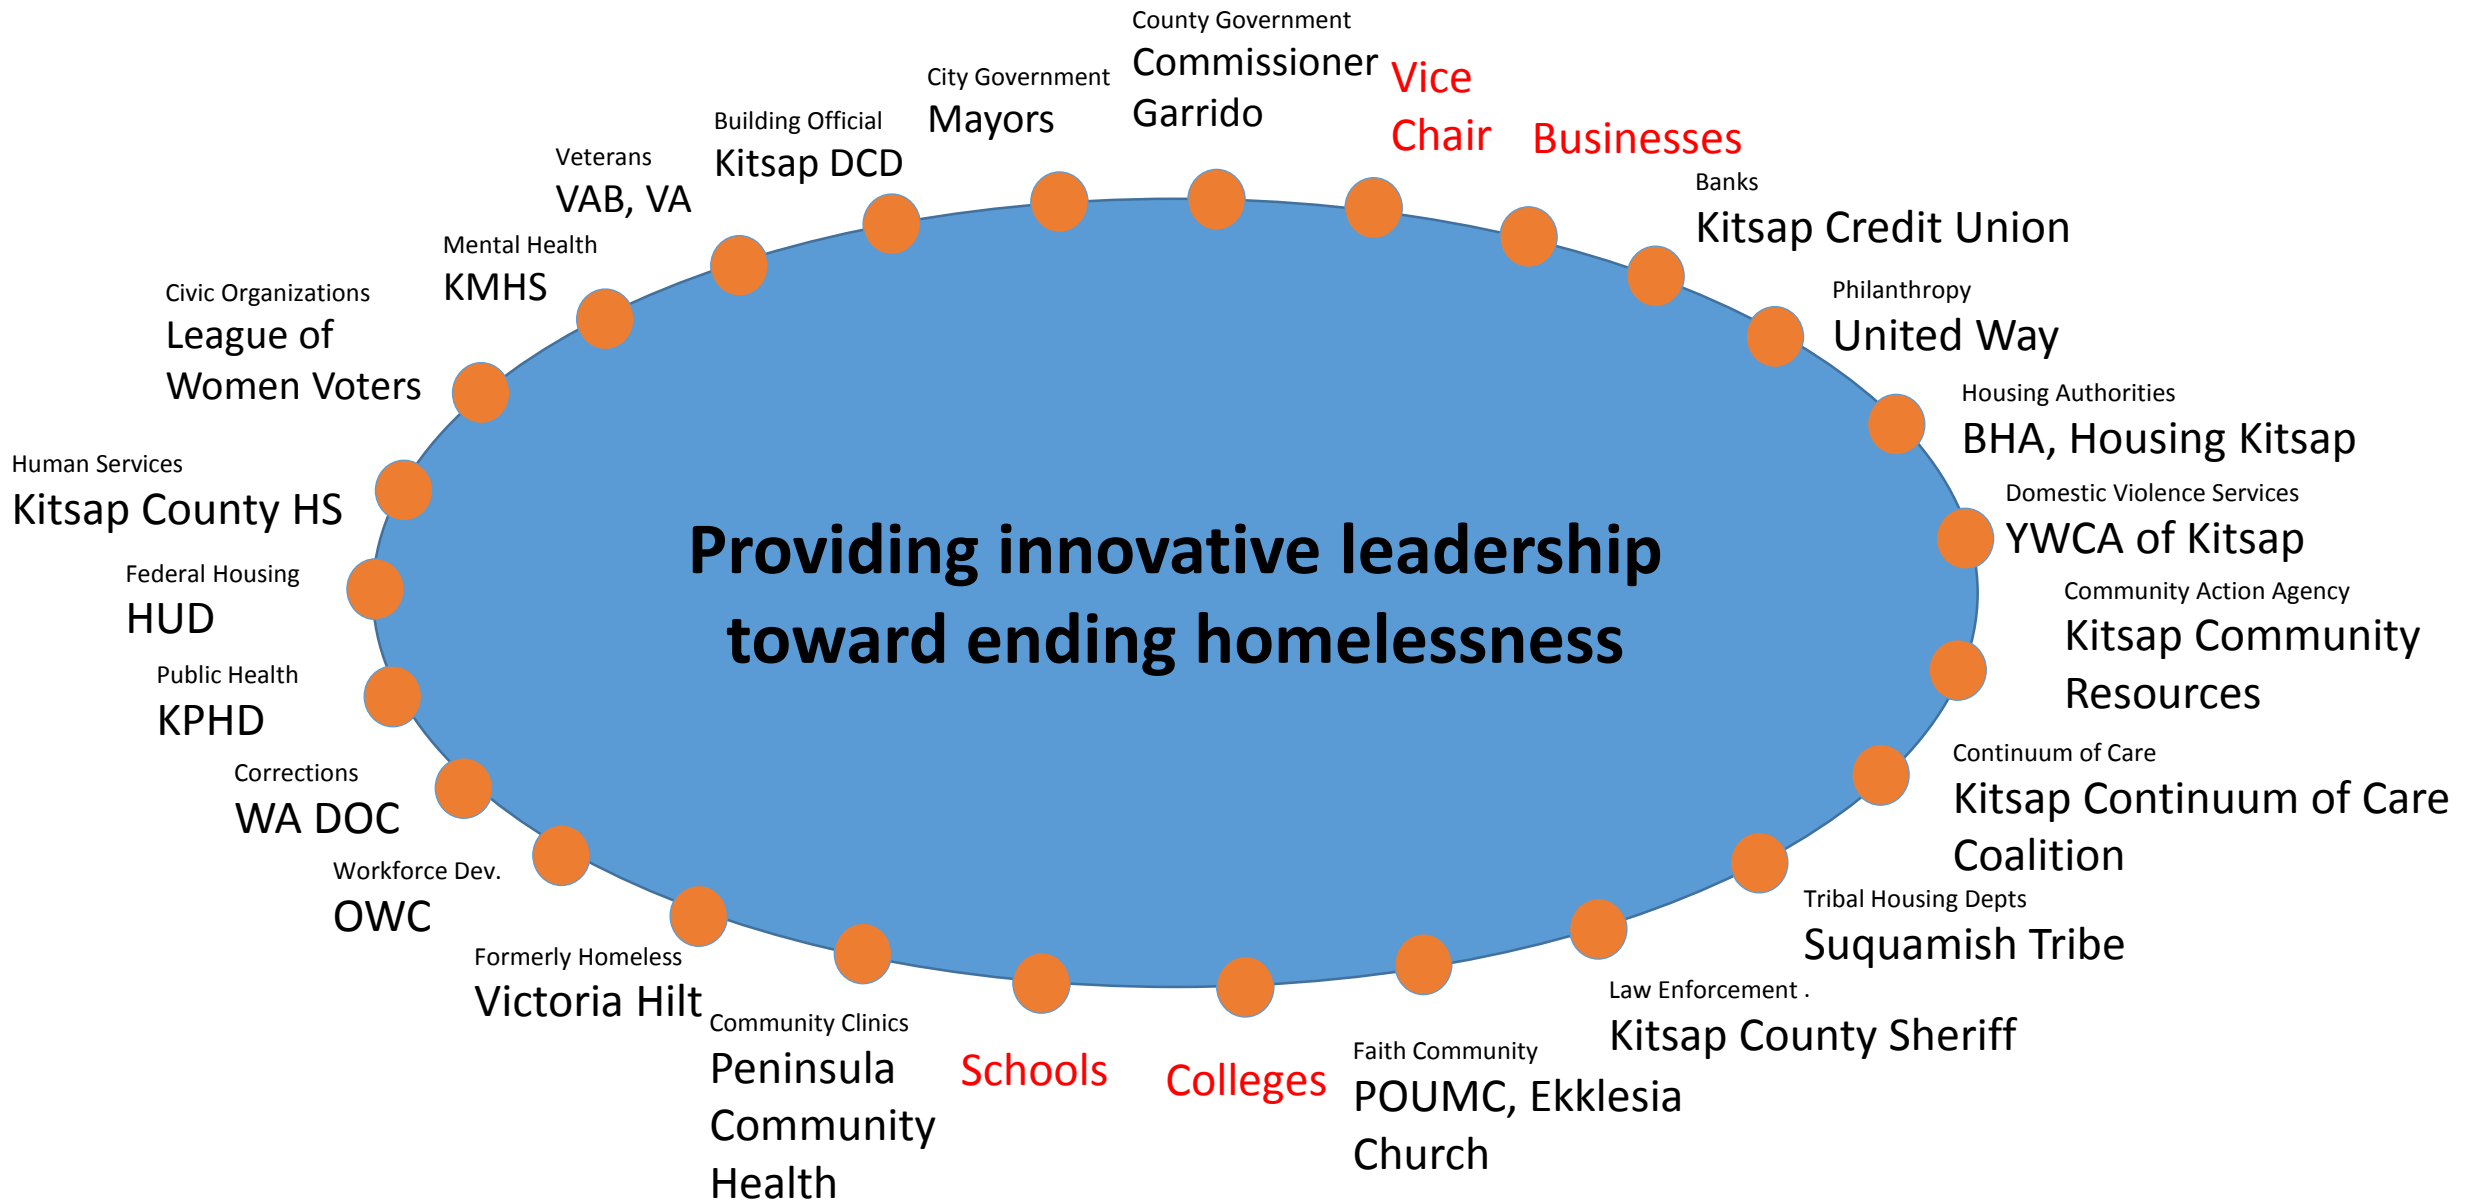 County Government
Commissioner
Garrido
Vice
Chair
Businesses
Banks
Kitsap Credit Union
Philanthropy
United Way
Housing Authorities
BHA, Housing Kitsap
Domestic Violence Services
YWCA of Kitsap
Community Action Agency
Kitsap Community
Resources
Continuum of Care
Kitsap Continuum of Care
Coalition
Tribal Housing Depts
Suquamish Tribe
Law Enforcement .
Kitsap County Sheriff
Faith Community
POUMC, Ekklesia
Church
Colleges
Schools
Community Clinics
Peninsula
Community
Health
Formerly Homeless
Victoria Hilt
Workforce Dev.
OWC
Corrections
WA DOC
Public Health
KPHD
Federal Housing
HUD
Human Services
Kitsap County HS
Civic Organizations
League of
Women Voters
Mental Health
KMHS
Veterans
VAB, VA
Building Official
Kitsap DCD
City Government
Mayors
Providing innovative leadership
toward ending homelessness